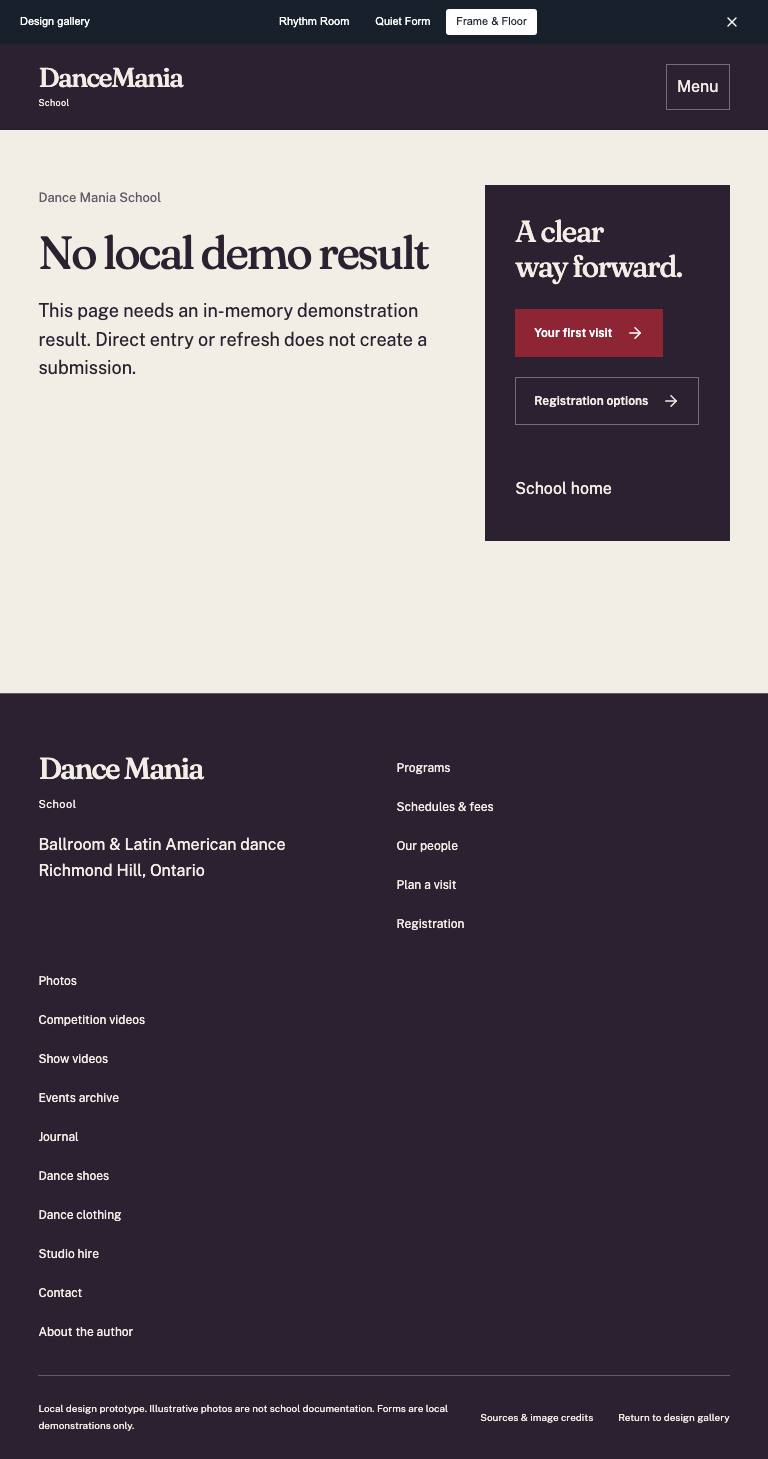 Design gallery
Rhythm Room
Quiet Form
Frame & Floor
DanceMania
School
Menu
Dance Mania School
No local demo result
This page needs an in-memory demonstration
result. Direct entry or refresh does not create a
submission.
A clear
way forward.
Your first visit
Registration options
School home
Dance Mania
School
Ballroom & Latin American dance
Richmond Hill, Ontario
Programs
Schedules & fees
Our people
Plan a visit
Registration
Photos
Competition videos
Show videos
Events archive
Journal
Dance shoes
Dance clothing
Studio hire
Contact
About the author
Local design prototype. Illustrative photos are not school documentation. Forms are local
demonstrations only.
Sources & image credits
Return to design gallery